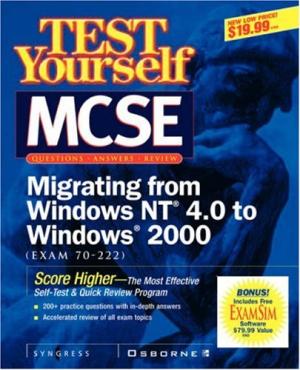 NEW LOW PRICE!
$19.99
TEST
Yourself
MCSE
QUESTIONS • ANSWERS • REVIEW
Migrating from
Windows NT® 4.0 to
Windows® 2000
(EXAM 70-222)
Score Higher—The Most Effective
Self-Test & Quick Review Program
• 200+ practice questions with in-depth answers
• Accelerated review of all exam topics
BONUS!
Includes Free
EXAMSIM
Software
$79.99 Value
SYNGRESS
OSBORNE